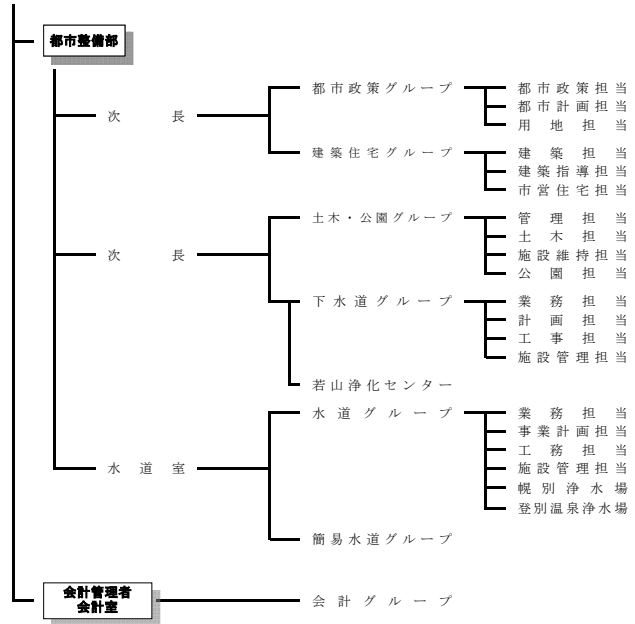 都市整備部
次長
都市政策グループ
都市政策担当
都市計画担当
用地担当
建築住宅グループ
建築担当
建築指導担当
市営住宅担当
次長
土木・公園グループ
管理担当
土木担当
施設維持担当
公園担当
下水道グループ
業務担当
計画担当
工事担当
施設管理担当
若山浄化センター
水道室
水道グループ
業務担当
事業計画担当
工務担当
施設管理担当
幌別浄水場
登別温泉浄水場
簡易水道グループ
会計管理者
会計室
会計グループ